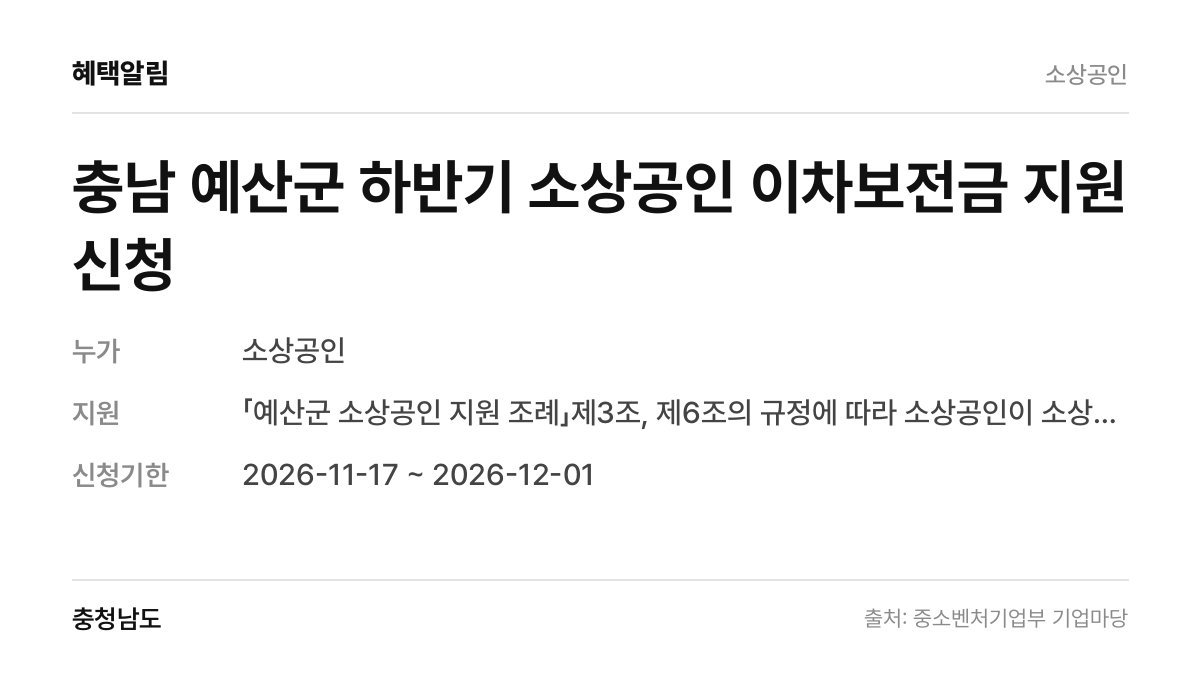 혜택알림
소상공인
충남 예산군 하반기 소상공인 이차보전금 지원
신청
누가 소상공인
지원 「예산군 소상공인 지원 조례」제3조, 제6조의 규정에 따라 소상공인이 소상...
신청기한 2026-11-17 ~ 2026-12-01
충청남도
출처: 중소벤처기업부 기업마당